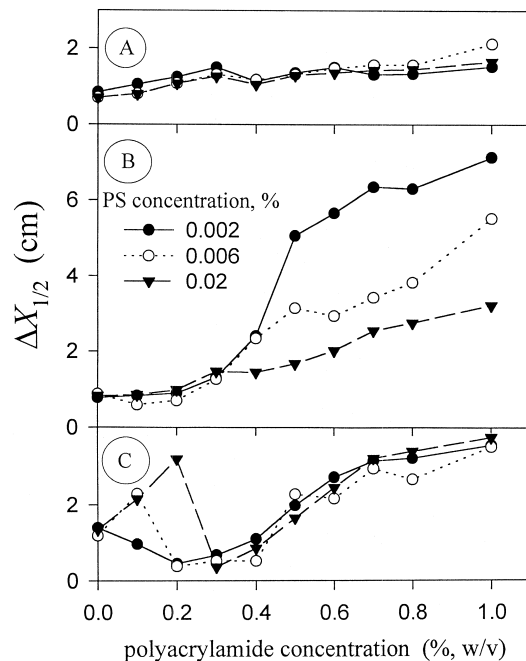 A
2
0
B
PS concentration, %
0.002
0.006
0.02
6
4
2
0
ΔX1/2 (cm)
C
2
0
0.0 0.2 0.4 0.6 0.8 1.0
polyacrylamide concentration (%, w/v)